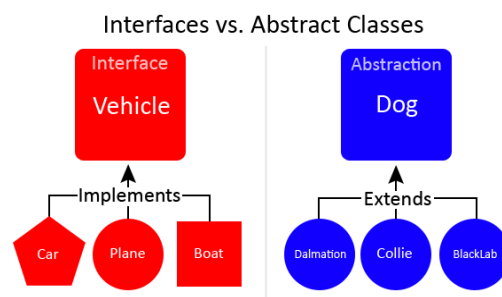 Interfaces vs. Abstract Classes
Interface
Vehicle
Implements
Car
Plane
Boat
Abstraction
Dog
Extends
Dalmation
Collie
BlackLab